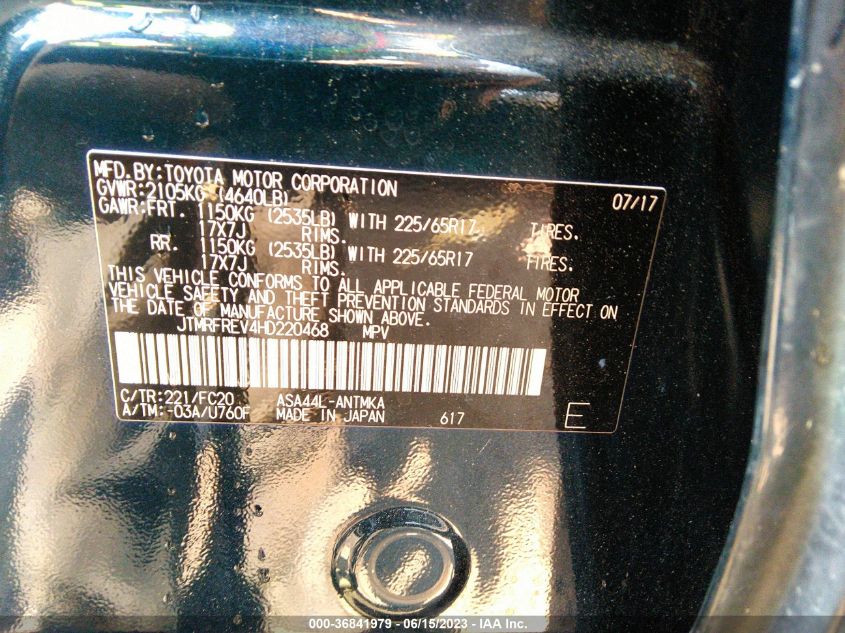 MFD.BY:TOYOTA MOTOR CORPORATION 07/17
GVWR:2105KG (4640LB)
GAWR:FRT. 1150KG (2535LB) WITH 225/65R17 TIRES.
17X7J RIMS.
RR. 1150KG (2535LB) WITH 225/65R17 TIRES.
17X7J RIMS.
THIS VEHICLE CONFORMS TO ALL APPLICABLE FEDERAL MOTOR
VEHICLE SAFETY AND THEFT PREVENTION STANDARDS IN EFFECT ON
THE DATE OF MANUFACTURE SHOWN ABOVE.
JTMRFREV4HD220468 MPV
C/TR:221/FC20 ASA44L-ANTMKA
A/TM:-03A/U760F MADE IN JAPAN 617 E
000-36841979 - 06/15/2023 - IAA Inc.